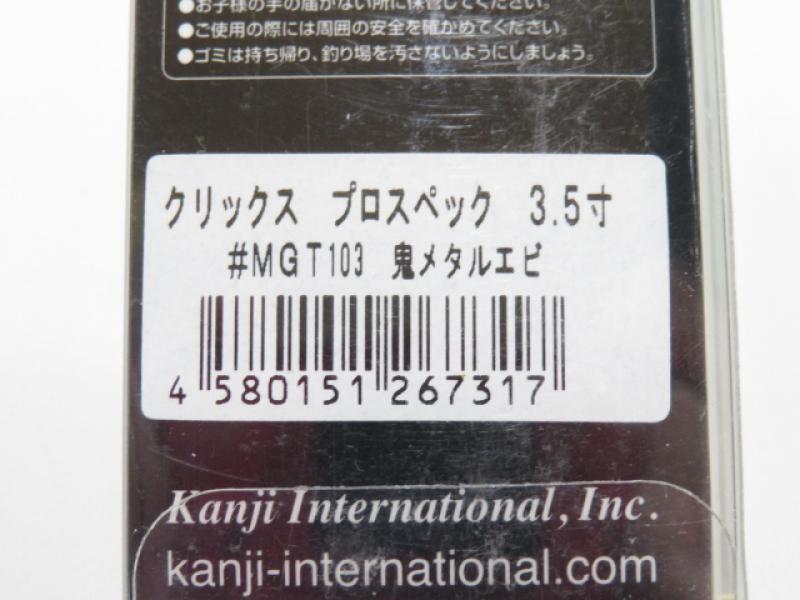 ●お子様の手の届かない所に保管してください。
●ご使用の際には周囲の安全を確かめてください。
●ゴミは持ち帰り、釣り場を汚さないようにしましょう。
クリックス プロスペック 3.5寸
#MGT103 鬼メタルエビ
4 580151 267317
Kanji International, Inc.
kanji-international.com